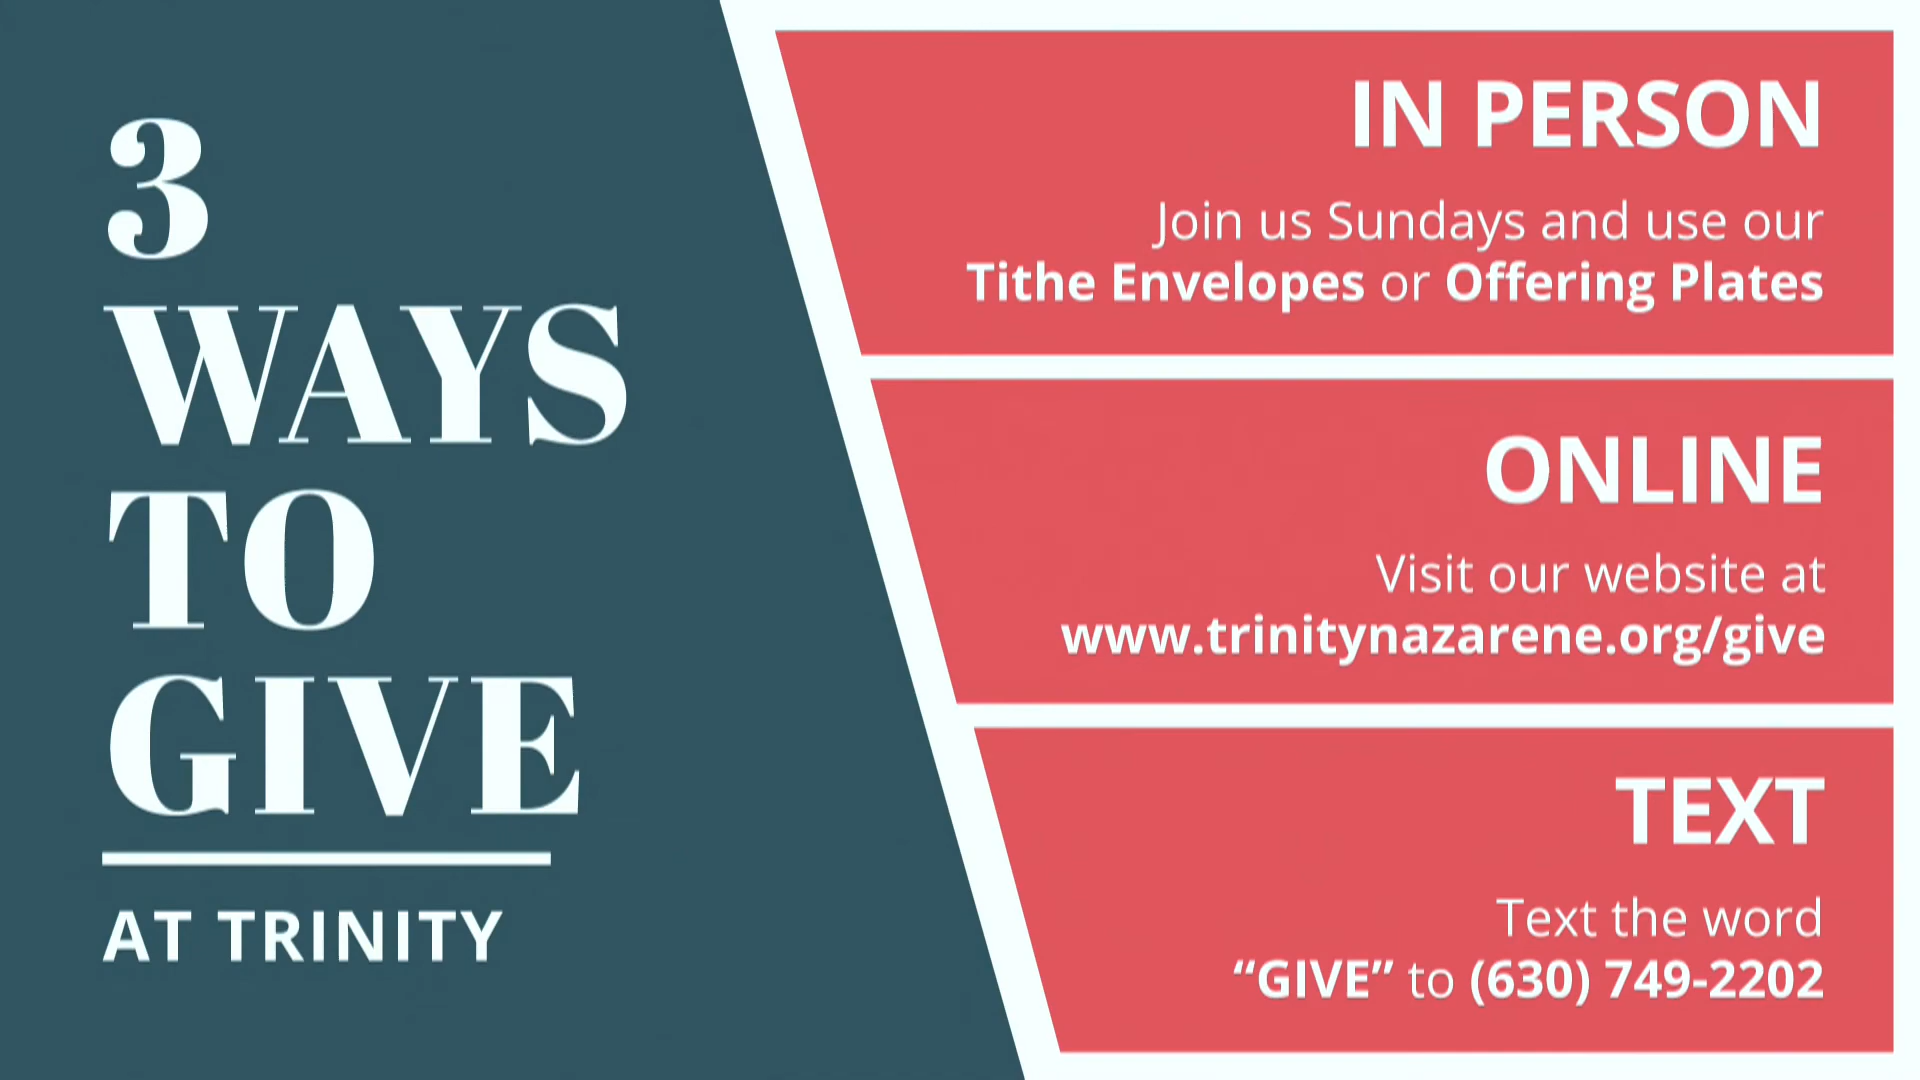 3
WAYS
TO
GIVE
AT TRINITY
IN PERSON
Join us Sundays and use our
Tithe Envelopes or Offering Plates
ONLINE
Visit our website at
www.trinitynazarene.org/give
TEXT
Text the word
“GIVE” to (630) 749-2202